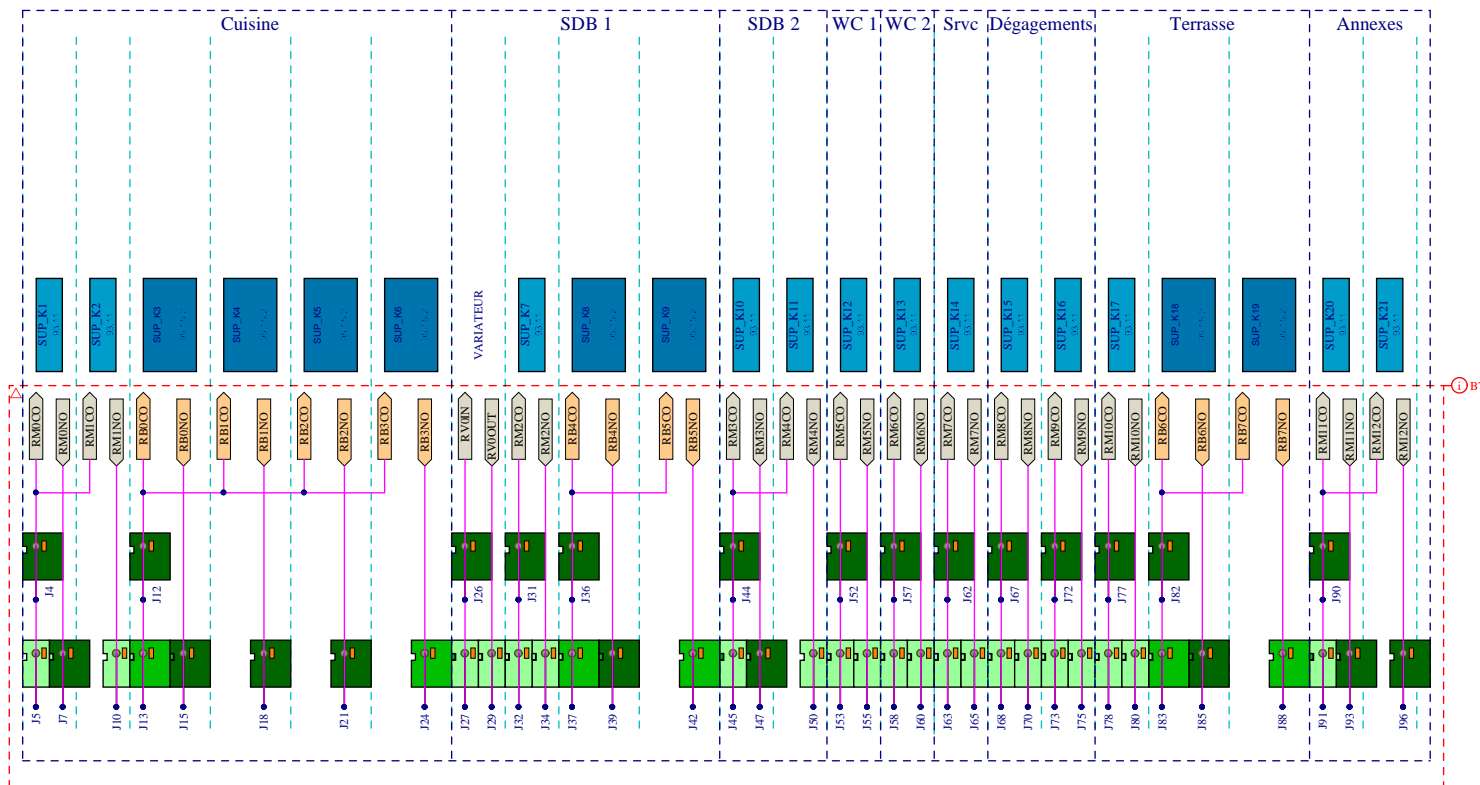 Cuisine
SDB 1
SDB 2
WC 1
WC 2
Srvc
Dégagements
Terrasse
Annexes
SUP_K1
SUP_K2
SUP_K3
SUP_K4
SUP_K5
SUP_K6
VARIATEUR
SUP_K7
SUP_K8
SUP_K9
SUP_K10
SUP_K11
SUP_K12
SUP_K13
SUP_K14
SUP_K15
SUP_K16
SUP_K17
SUP_K18
SUP_K19
SUP_K20
SUP_K21
i
RM0CO
RM0NO
RM1CO
RM1NO
RB0CO
RB0NO
RB1CO
RB1NO
RB2CO
RB2NO
RB3CO
RB3NO
RV0IN
RV0OUT
RM2CO
RM2NO
RB4CO
RB4NO
RB5CO
RB5NO
RM3CO
RM3NO
RM4CO
RM4NO
RM5CO
RM5NO
RM6CO
RM6NO
RM7CO
RM7NO
RM8CO
RM8NO
RM9CO
RM9NO
RM10CO
RM10NO
RB6CO
RB6NO
RB7CO
RB7NO
RM11CO
RM11NO
RM12CO
RM12NO
J4
J12
J26
J31
J36
J44
J52
J57
J62
J67
J72
J77
J82
J90
J5
J7
J10
J13
J15
J18
J21
J24
J27
J29
J32
J34
J37
J39
J42
J45
J47
J50
J53
J55
J58
J60
J63
J65
J68
J70
J73
J75
J78
J80
J83
J85
J88
J91
J93
J96